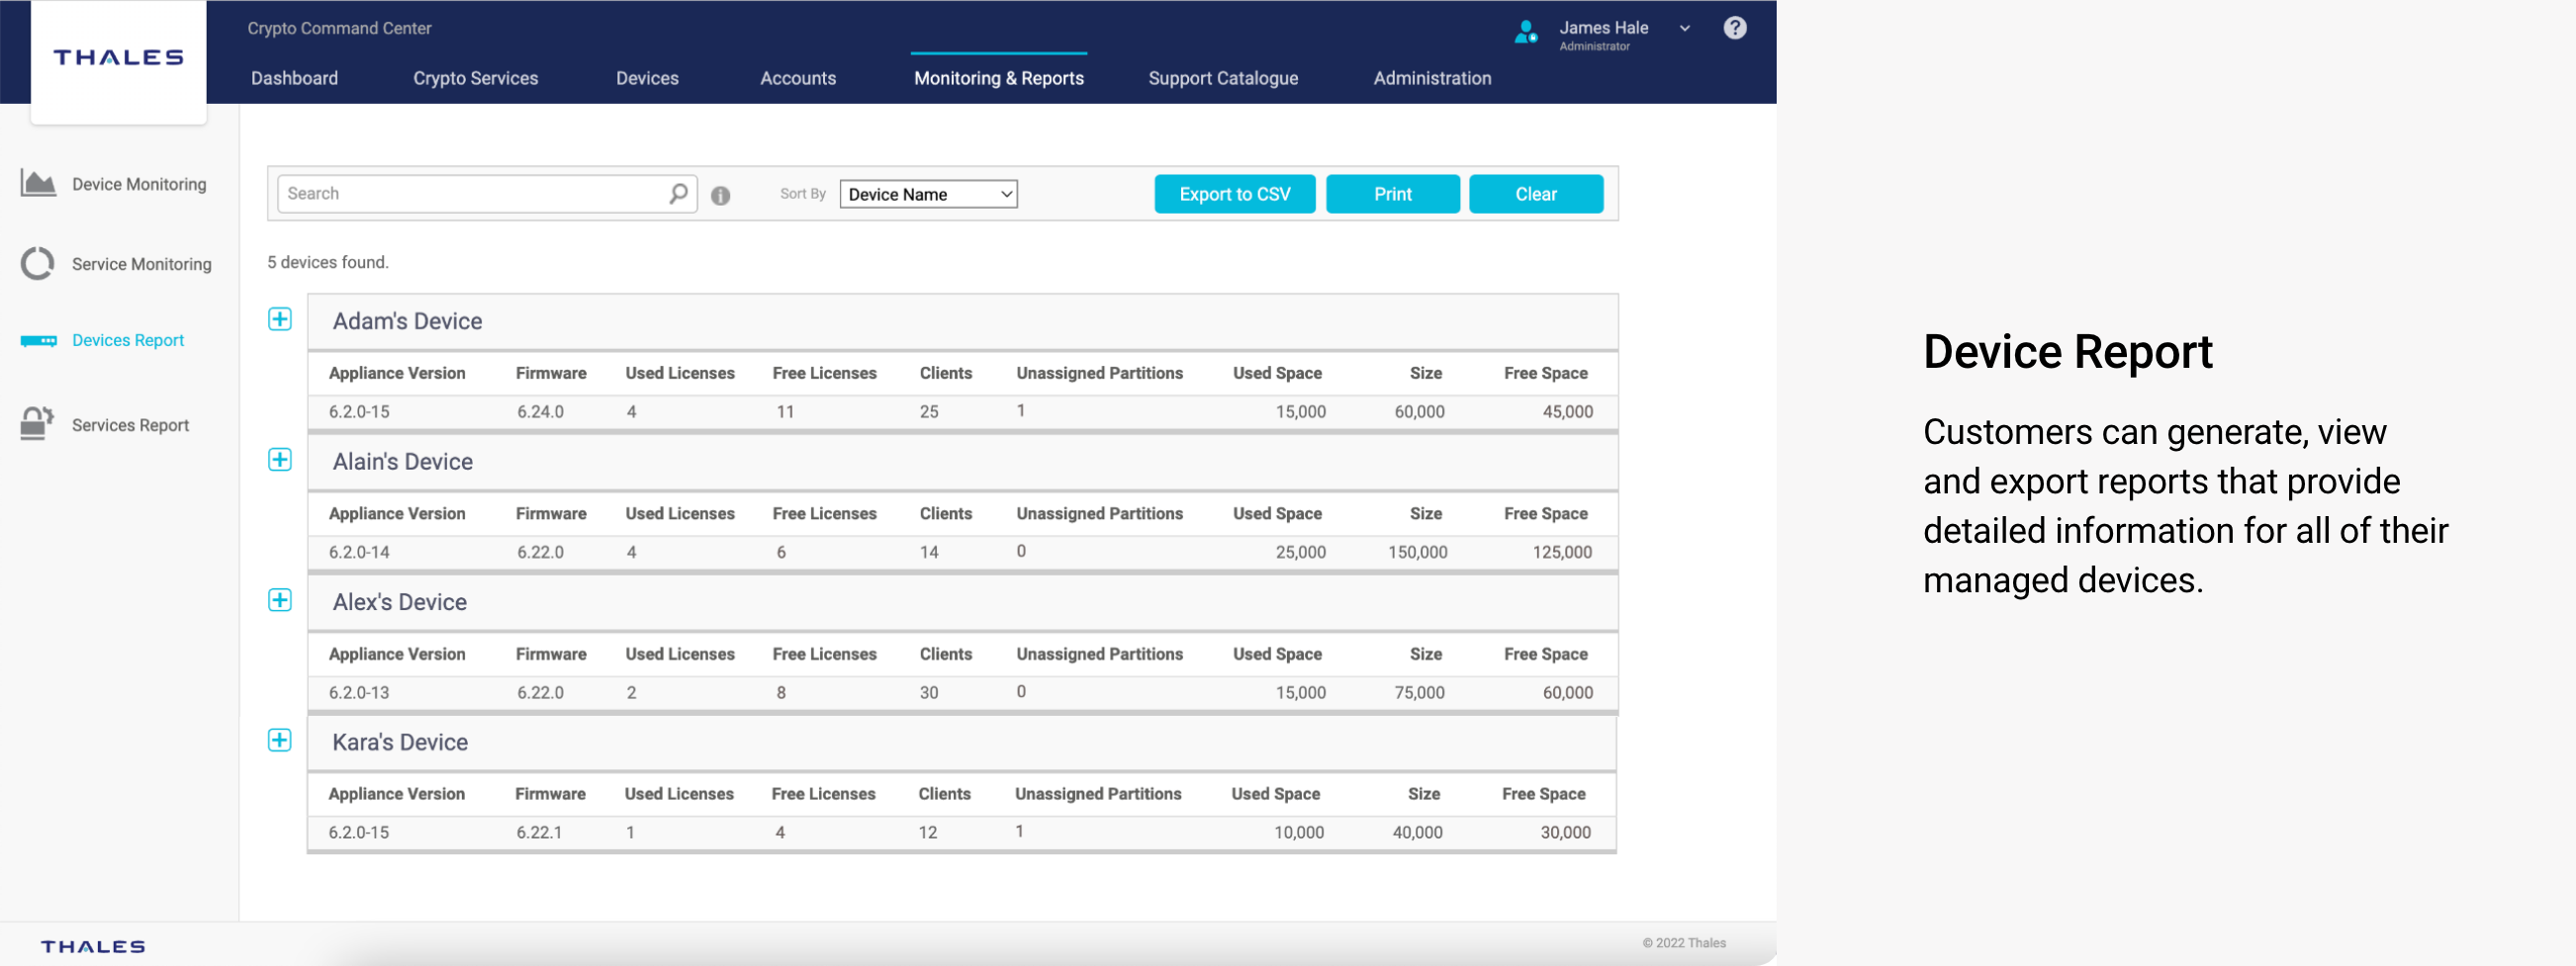 THALES
Crypto Command Center
James Hale
Administrator
?
Dashboard Crypto Services Devices Accounts Monitoring & Reports Support Catalogue Administration
Device Monitoring
Service Monitoring
Devices Report
Services Report
Search i Sort By Device Name Export to CSV Print Clear
5 devices found.
Adam's Device
Appliance Version Firmware Used Licenses Free Licenses Clients Unassigned Partitions Used Space Size Free Space
6.2.0-15 6.24.0 4 11 25 1 15,000 60,000 45,000
Alain's Device
Appliance Version Firmware Used Licenses Free Licenses Clients Unassigned Partitions Used Space Size Free Space
6.2.0-14 6.22.0 4 6 14 0 25,000 150,000 125,000
Alex's Device
Appliance Version Firmware Used Licenses Free Licenses Clients Unassigned Partitions Used Space Size Free Space
6.2.0-13 6.22.0 2 8 30 0 15,000 75,000 60,000
Kara's Device
Appliance Version Firmware Used Licenses Free Licenses Clients Unassigned Partitions Used Space Size Free Space
6.2.0-15 6.22.1 1 4 12 1 10,000 40,000 30,000
THALES
© 2022 Thales
Device Report
Customers can generate, view
and export reports that provide
detailed information for all of their
managed devices.